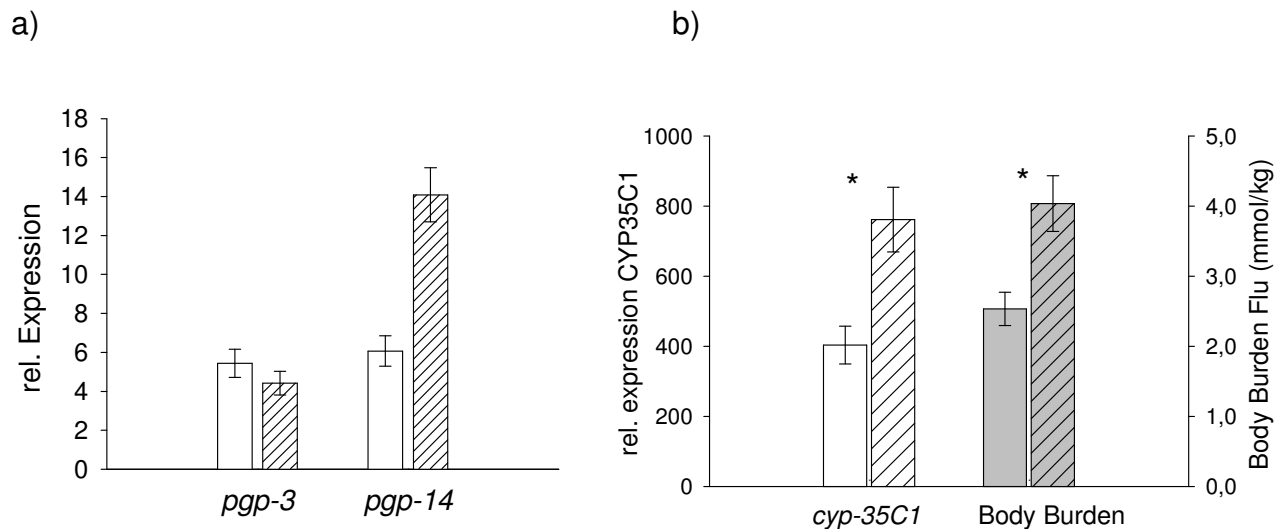 a)
rel. Expression
18
16
14
12
10
8
6
4
2
0
pgp-3
pgp-14
b)
rel. expression CYP35C1
1000
800
600
400
200
0
*
*
cyp-35C1
Body Burden
5,0
4,0
3,0
2,0
1,0
0,0
Body Burden Flu (mmol/kg)